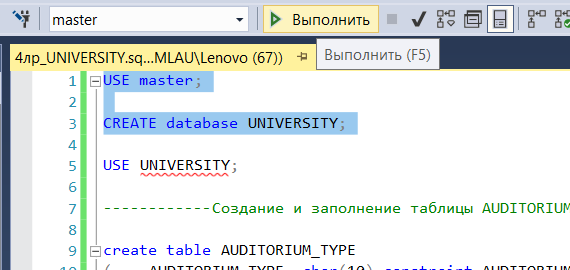 master Выполнить
4лр_UNIVERSITY.sq...MLAU\Lenovo (67)) Выполнить (F5)
1 USE master;
2
3 CREATE database UNIVERSITY;
4
5 USE UNIVERSITY;
6
7 ------------Создание и заполнение таблицы AUDITORIUM
8
9 create table AUDITORIUM_TYPE
10 ( AUDITORIUM_TYPE char(10) constraint AUDITORIUM